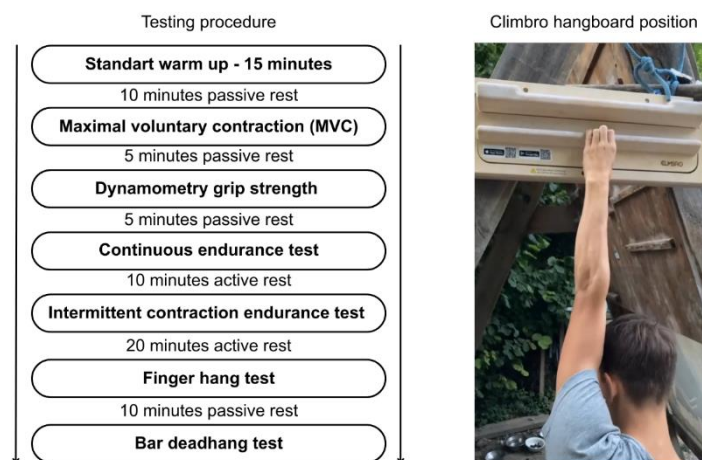 Testing procedure
Standart warm up - 15 minutes
10 minutes passive rest
Maximal voluntary contraction (MVC)
5 minutes passive rest
Dynamometry grip strength
5 minutes passive rest
Continuous endurance test
10 minutes active rest
Intermittent contraction endurance test
20 minutes active rest
Finger hang test
10 minutes passive rest
Bar deadhang test
Climbro hangboard position